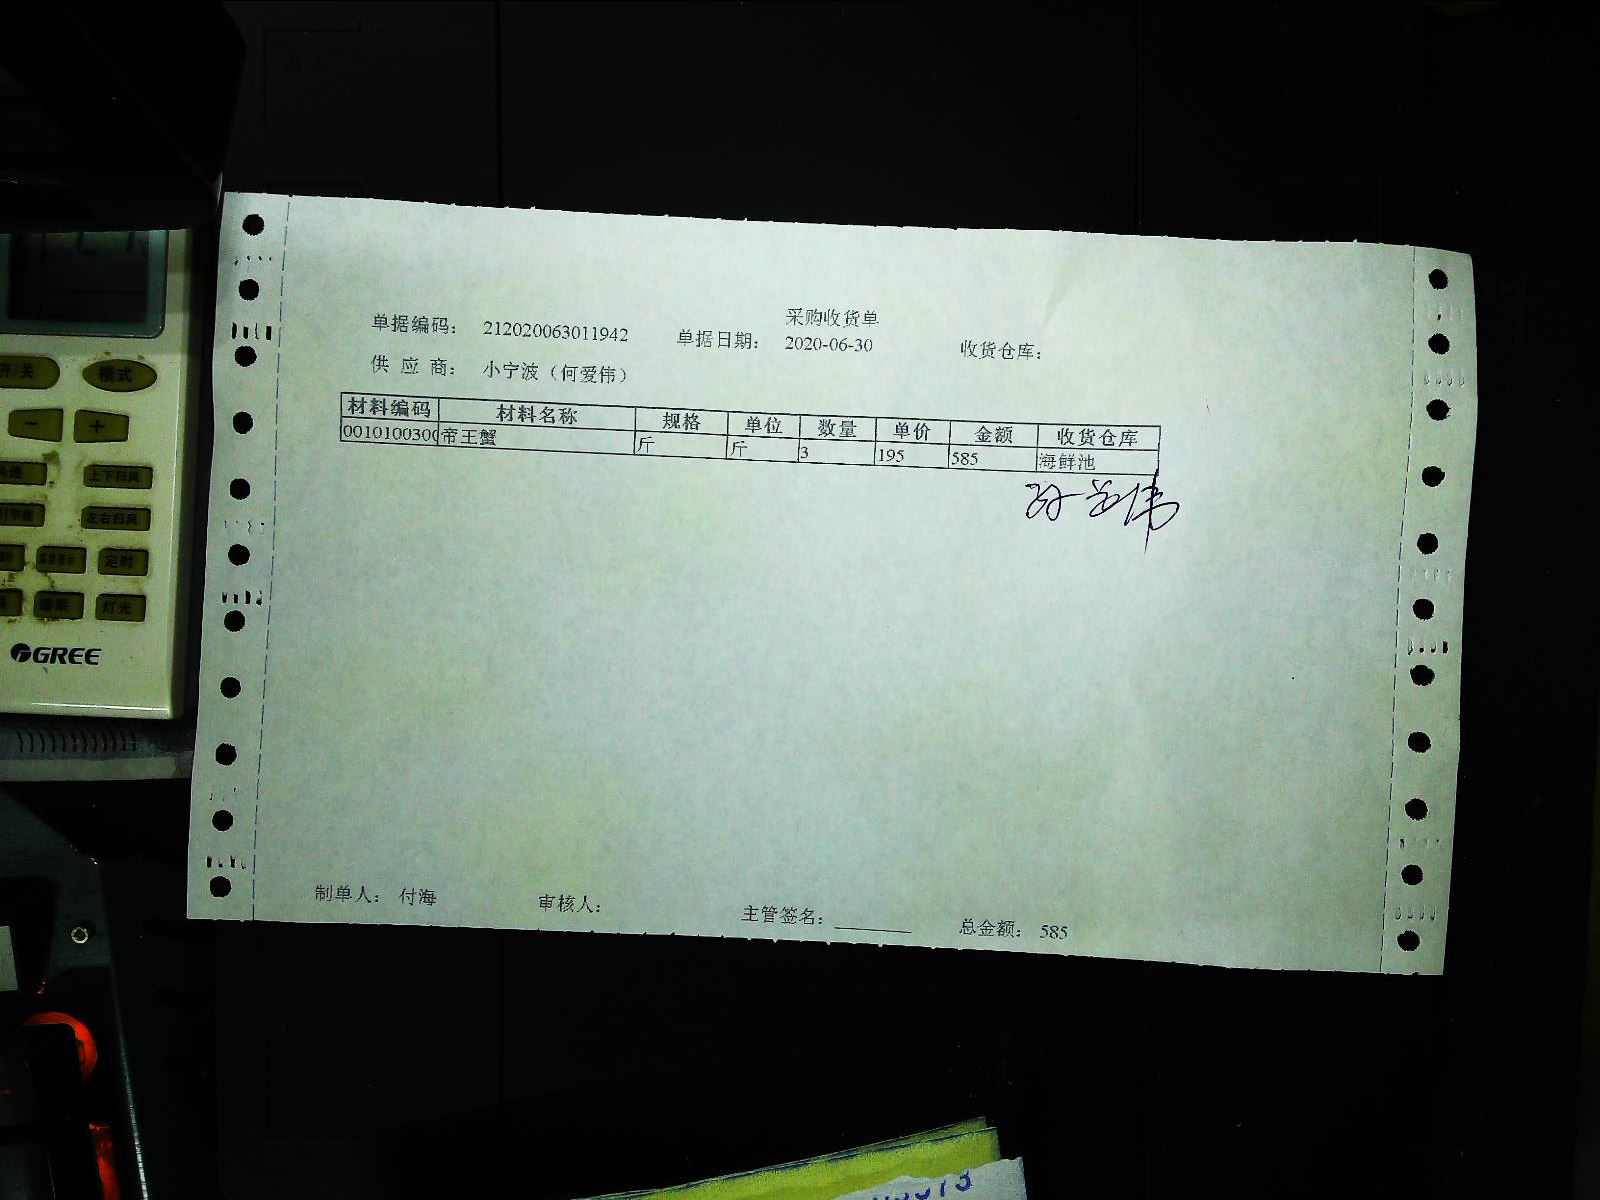 采购收货单
单据编码： 212020063011942 单据日期： 2020-06-30 收货仓库：
供 应 商： 小宁波（何爱伟）
材料编码 材料名称 规格 单位 数量 单价 金额 收货仓库
0010100300 帝王蟹 斤 斤 3 195 585 海鲜池
制单人： 付海 审核人： 主管签名： 总金额： 585
开/关 模式
- +
上下扫风
左右扫风
定时
睡眠 灯光
GREE